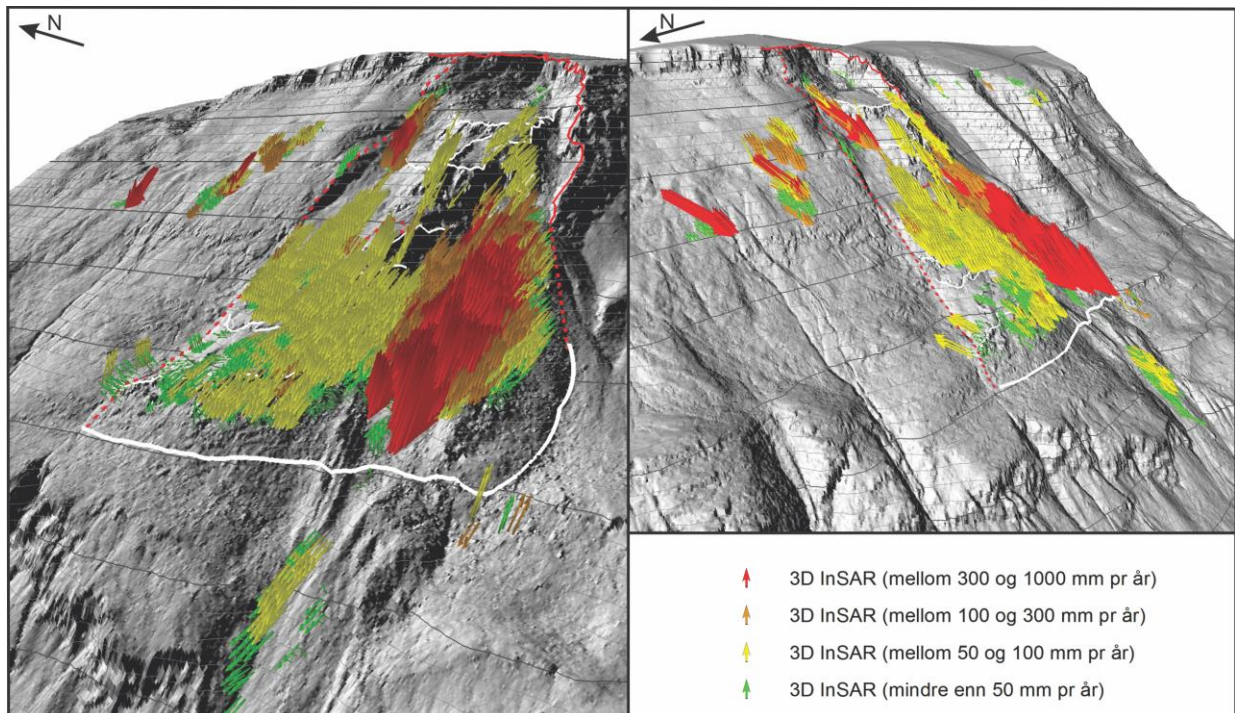 N
N
3D InSAR (mellom 300 og 1000 mm pr år)
3D InSAR (mellom 100 og 300 mm pr år)
3D InSAR (mellom 50 og 100 mm pr år)
3D InSAR (mindre enn 50 mm pr år)